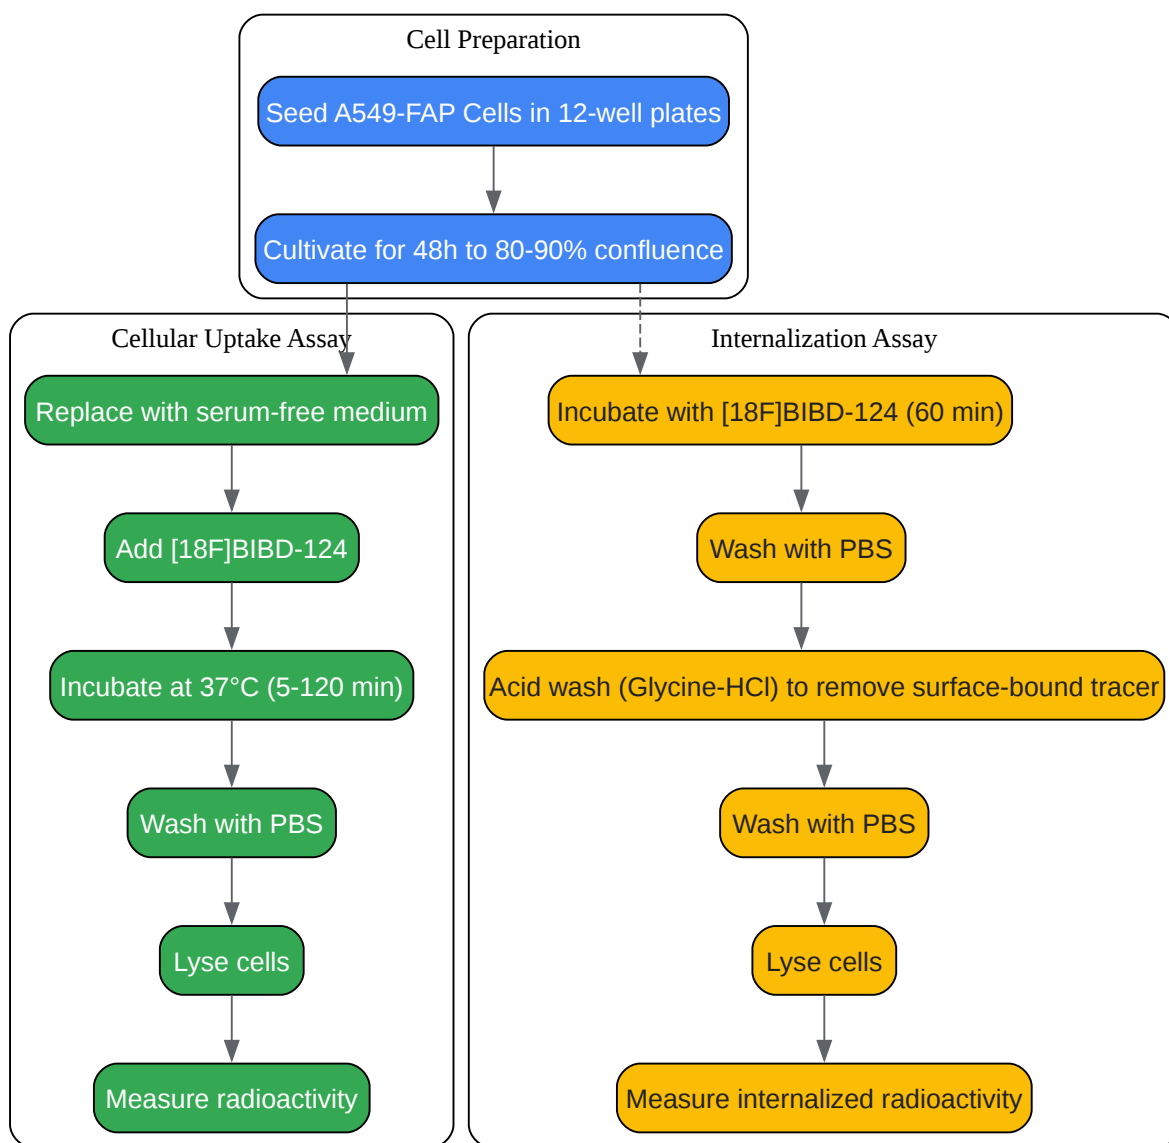 Cell Preparation
Seed A549-FAP Cells in 12-well plates
Cultivate for 48h to 80-90% confluence
Cellular Uptake Assay
Replace with serum-free medium
Add [18F]BIBD-124
Incubate at 37°C (5-120 min)
Wash with PBS
Lyse cells
Measure radioactivity
Internalization Assay
Incubate with [18F]BIBD-124 (60 min)
Wash with PBS
Acid wash (Glycine-HCl) to remove surface-bound tracer
Wash with PBS
Lyse cells
Measure internalized radioactivity